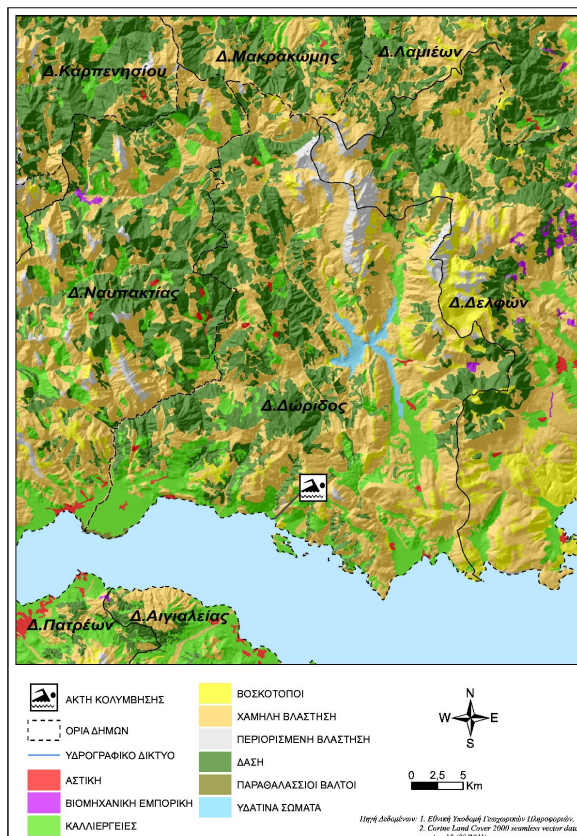 Δ.Καρπενησίου
Δ.Μακρακώμης
Δ.Λαμιέων
Δ.Ναυπακτίας
Δ.Δελφών
Δ.Δωρίδος
Δ.Πατρέων
Δ.Αιγιαλείας
ΑΚΤΗ ΚΟΛΥΜΒΗΣΗΣ
ΟΡΙΑ ΔΗΜΩΝ
ΥΔΡΟΓΡΑΦΙΚΟ ΔΙΚΤΥΟ
ΑΣΤΙΚΗ
ΒΙΟΜΗΧΑΝΙΚΗ ΕΜΠΟΡΙΚΗ
ΚΑΛΛΙΕΡΓΕΙΕΣ
ΒΟΣΚΟΤΟΠΟΙ
ΧΑΜΗΛΗ ΒΛΑΣΤΗΣΗ
ΠΕΡΙΟΡΙΣΜΕΝΗ ΒΛΑΣΤΗΣΗ
ΔΑΣΗ
ΠΑΡΑΘΑΛΑΣΣΙΟΙ ΒΑΛΤΟΙ
ΥΔΑΤΙΝΑ ΣΩΜΑΤΑ
N
W E
S
0 2,5 5
Km
Πηγή Δεδομένων: 1. Εθνική Υποδομή Γεωχωρικών Πληροφοριών,
2. Corine Land Cover 2000 seamless vector data